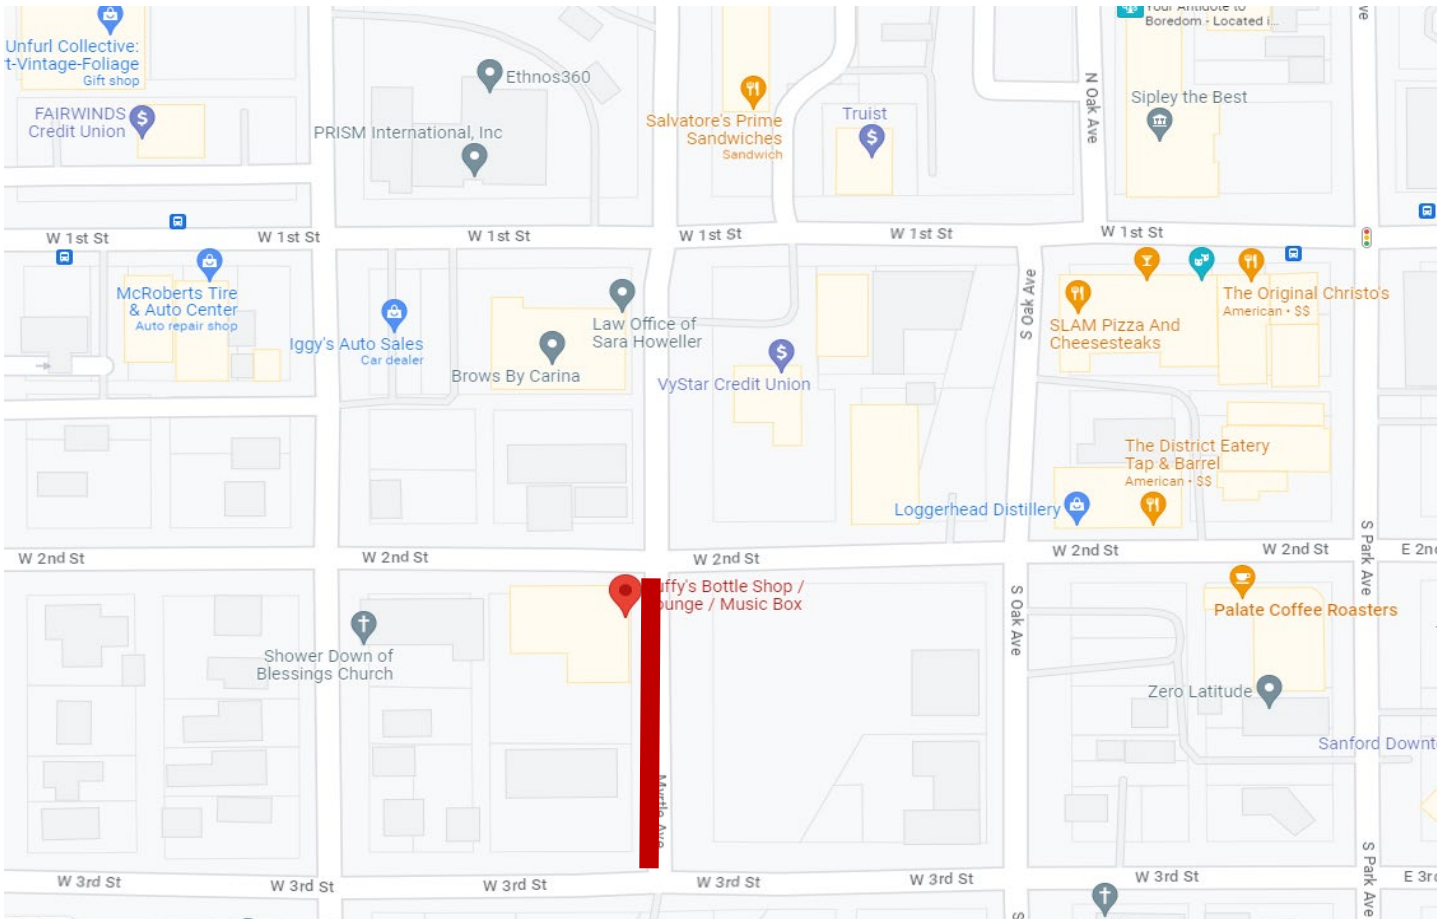 Your Antidote to
Boredom - Located i...
Unfurl Collective:
t-Vintage-Foliage
Gift shop
Ethnos360
N Oak Ave
Sipley the Best
FAIRWINDS
Credit Union
PRISM International, Inc
Salvatore's Prime
Sandwiches
Sandwich
Truist
W 1st St
W 1st St
W 1st St
W 1st St
W 1st St
W 1st St
McRoberts Tire
& Auto Center
Auto repair shop
Iggy's Auto Sales
Car dealer
Law Office of
Sara Howeller
Brows By Carina
VyStar Credit Union
S Oak Ave
SLAM Pizza And
Cheesesteaks
The Original Christo's
American • $$
The District Eatery
Tap & Barrel
American • $$
Loggerhead Distillery
W 2nd St
W 2nd St
W 2nd St
W 2nd St
W 2nd St
S Park Ave
E 2n
uffy's Bottle Shop /
ounge / Music Box
S Oak Ave
Palate Coffee Roasters
Shower Down of
Blessings Church
Zero Latitude
Sanford Downt
Myrtle Ave
W 3rd St
W 3rd St
W 3rd St
W 3rd St
W 3rd St
W 3rd St
S Park Ave
E 3r